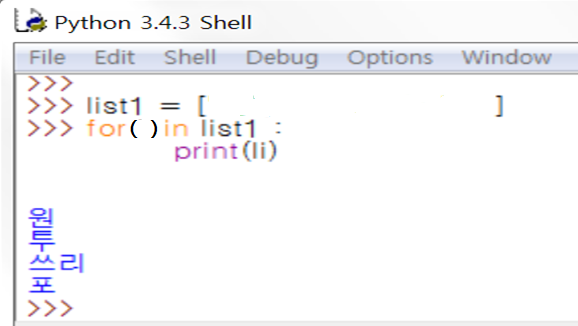 Python 3.4.3 Shell
File Edit Shell Debug Options Window
>>>
>>> list1 = [ ]
>>> for( )in list1 :
print(li)
원
투
쓰리
포
>>>